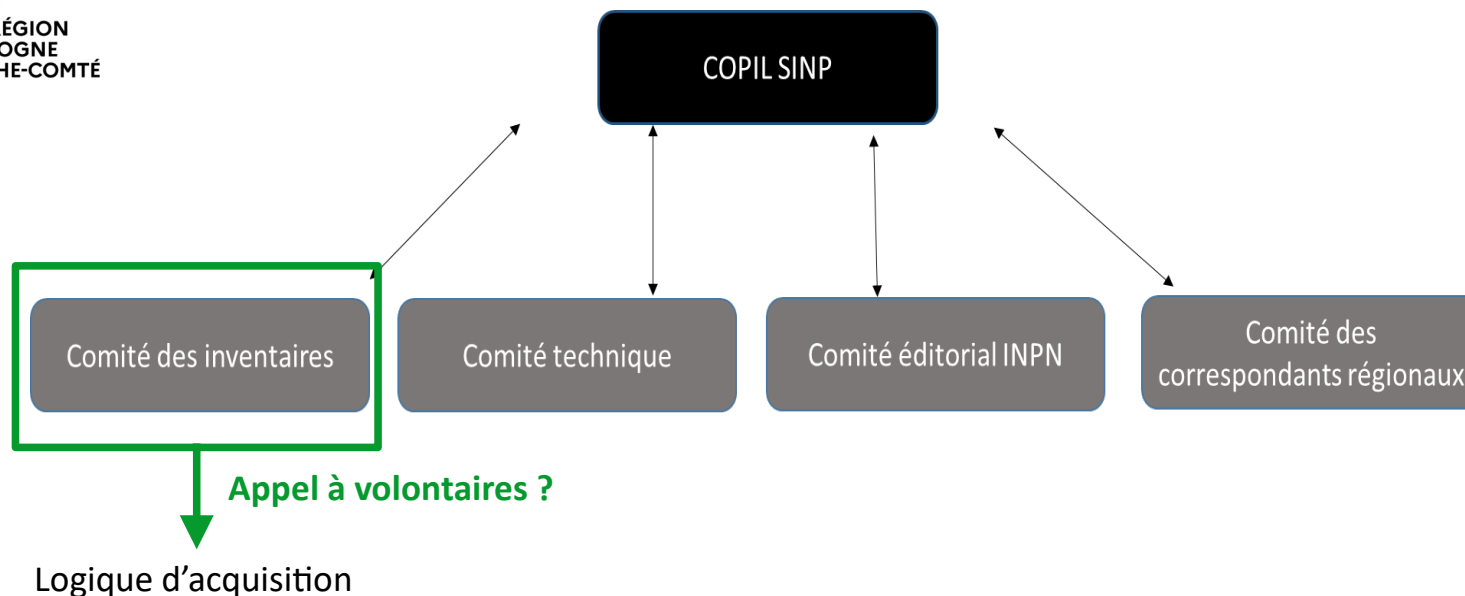 COPIL SINP
Comité des inventaires
Comité technique
Comité éditorial INPN
Comité des
correspondants régionaux
Appel à volontaires ?
Logique d'acquisition